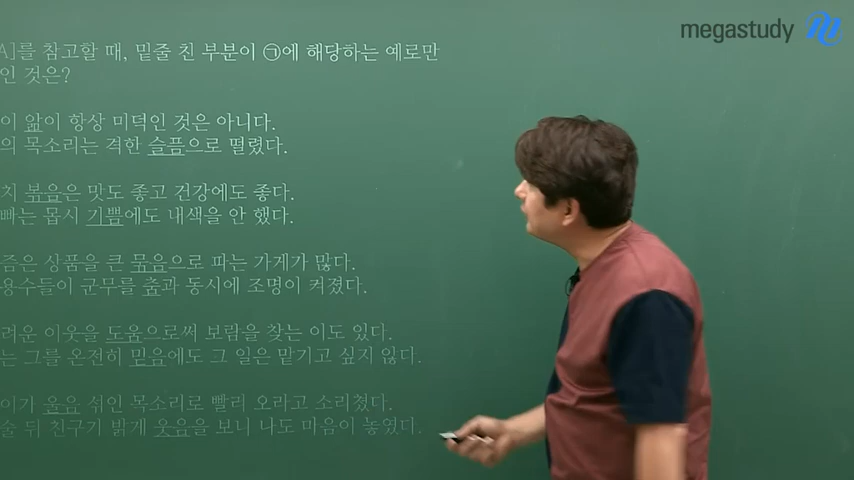 megastudy
A]를 참고할 때, 밑줄 친 부분이 ㉠에 해당하는 예로만
인 것은?
이 앎이 항상 미덕인 것은 아니다.
의 목소리는 격한 슬픔으로 떨렸다.
치 볶음은 맛도 좋고 건강에도 좋다.
빠는 몹시 기쁨에도 내색을 안 했다.
즘은 상품을 큰 묶음으로 파는 가게가 많다.
용수들이 군무를 춤과 동시에 조명이 켜졌다.
려운 이웃을 도움으로써 보람을 찾는 이도 있다.
는 그를 온전히 믿음에도 그 일은 맡기고 싶지 않다.
이가 울음 섞인 목소리로 빨리 오라고 소리쳤다.
술 뒤 친구가 밝게 웃음을 보니 나도 마음이 놓였다.